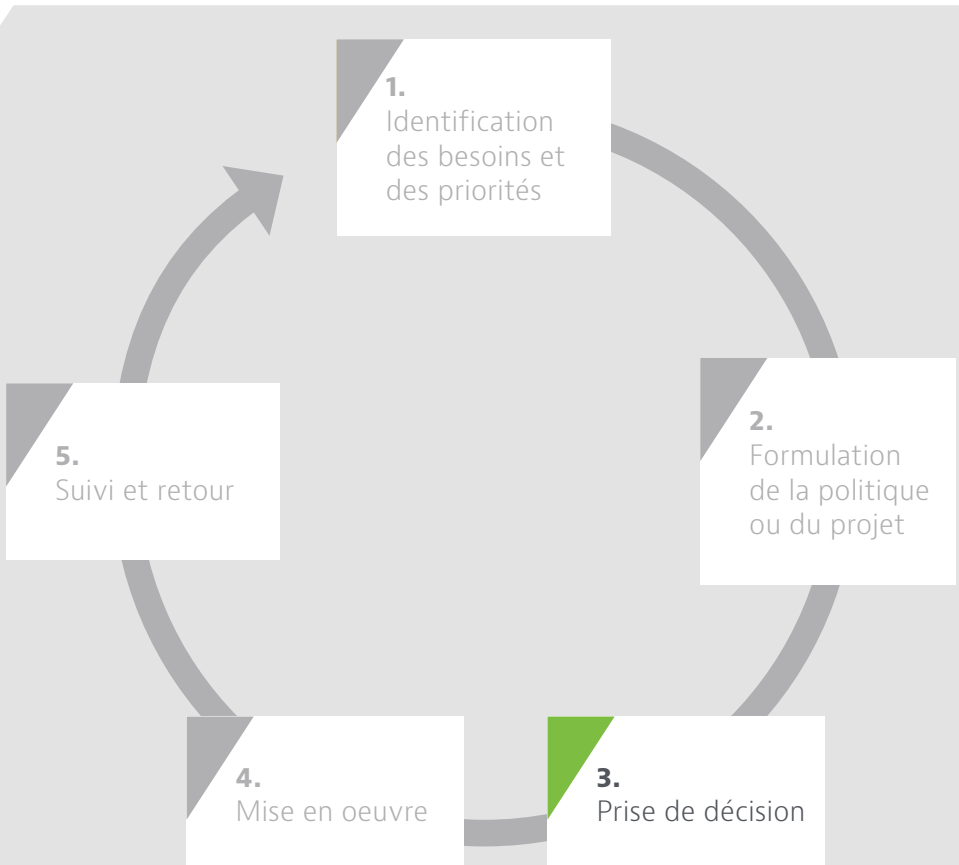 1.
Identification
des besoins et
des priorités
2.
Formulation
de la politique
ou du projet
3.
Prise de décision
4.
Mise en oeuvre
5.
Suivi et retour